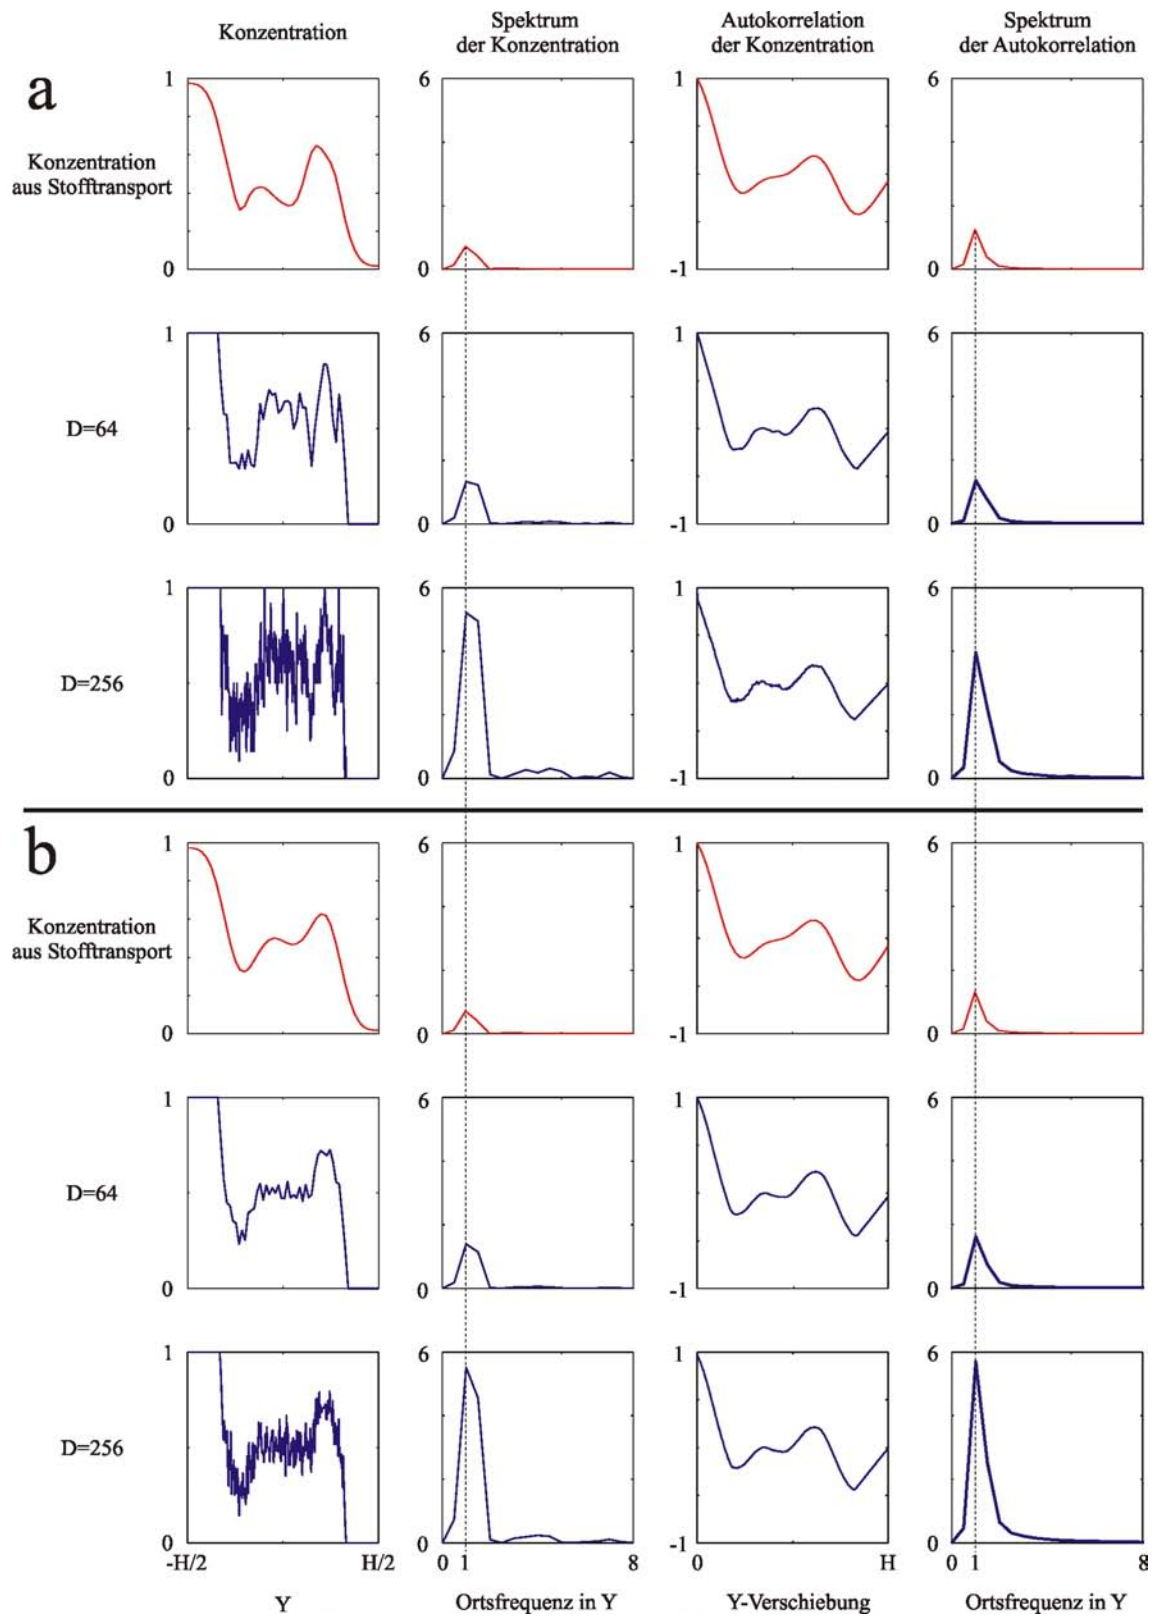 Konzentration
Spektrum
der Konzentration
Autokorrelation
der Konzentration
Spektrum
der Autokorrelation
a
Konzentration
aus Stofftransport
1
0
6
0
1
-1
6
0
D=64
1
0
6
0
1
-1
6
0
D=256
1
0
6
0
1
-1
6
0
b
Konzentration
aus Stofftransport
1
0
6
0
1
-1
6
0
D=64
1
0
6
0
1
-1
6
0
D=256
1
0
6
0
1
-1
6
0
-H/2 H/2
0 1 8
0 H
0 1 8
Y
Ortsfrequenz in Y
Y-Verschiebung
Ortsfrequenz in Y